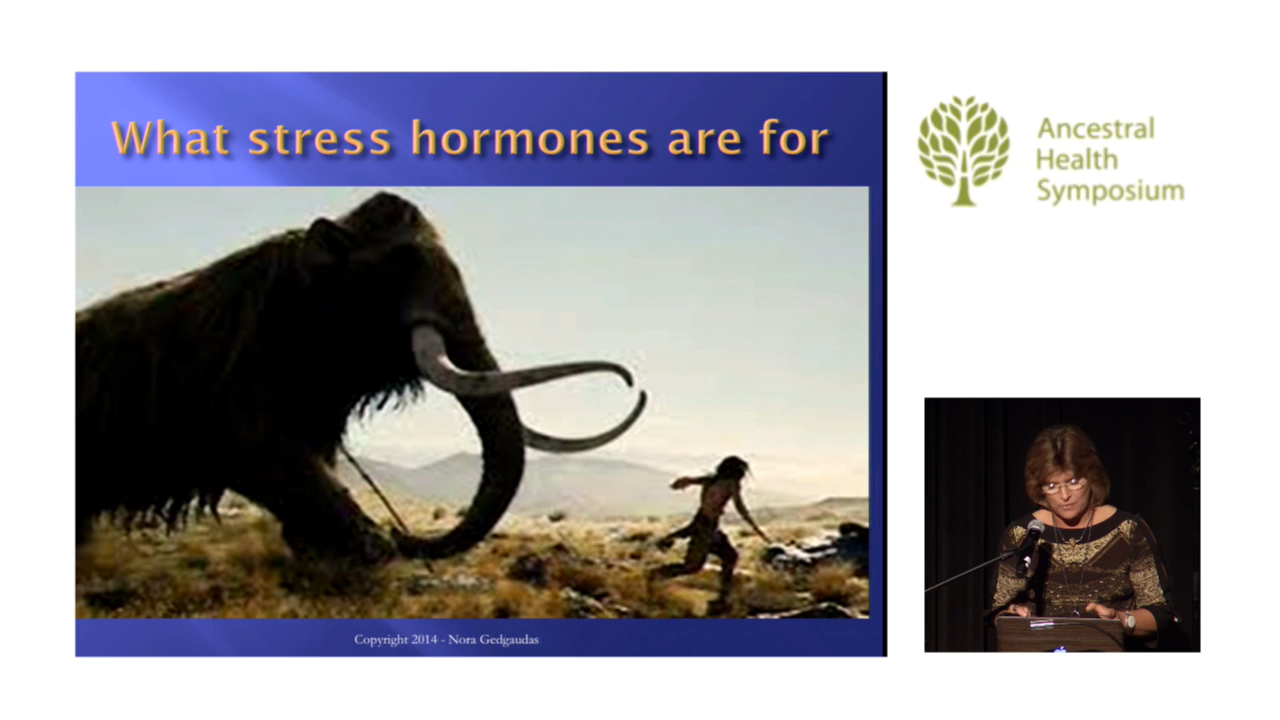 What stress hormones are for
Ancestral
Health
Symposium
Copyright 2014 - Nora Gedgaudas